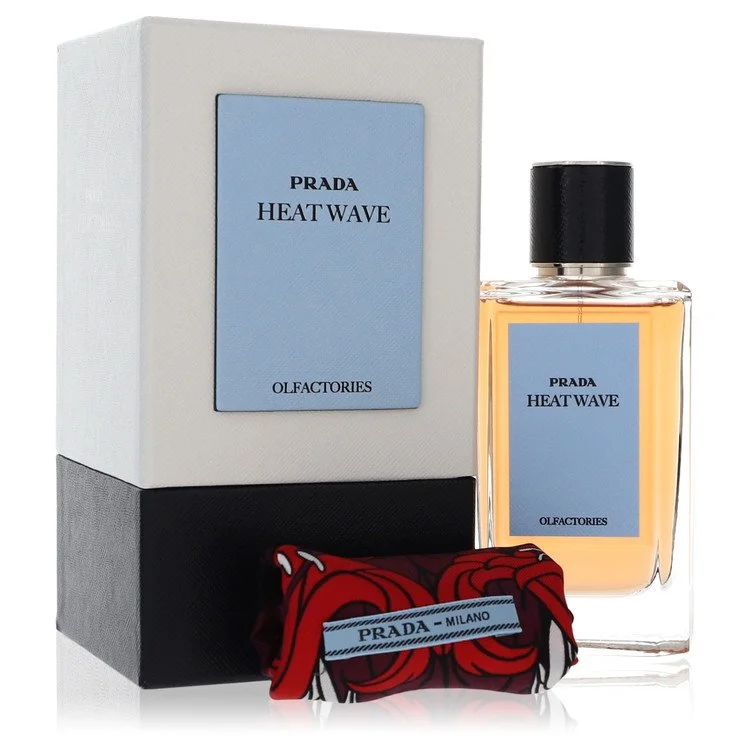 PRADA
HEAT WAVE
OLFACTORIES
PRADA
HEAT WAVE
OLFACTORIES
PRADA - MILANO